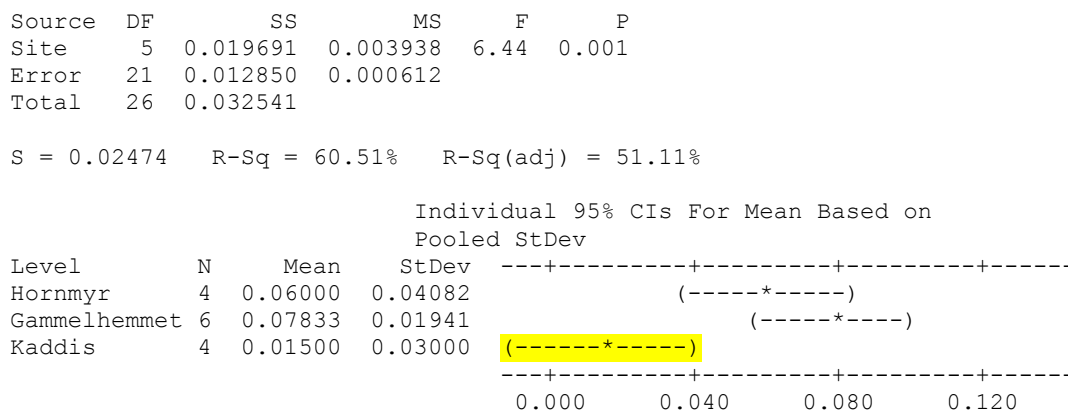 Source  DF        SS        MS     F      P
Site     5  0.019691  0.003938  6.44  0.001
Error   21  0.012850  0.000612
Total   26  0.032541
S = 0.02474   R-Sq = 60.51%   R-Sq(adj) = 51.11%
Individual 95% CIs For Mean Based on
Pooled StDev
Level        N     Mean    StDev  ---+---------+---------+---------+------
Hornmyr      4  0.06000  0.04082              (-----*-----)
Gammelhemmet 6  0.07833  0.01941                   (-----*----)
Kaddis       4  0.01500  0.03000  (------*-----)
---+---------+---------+---------+------
0.000     0.040     0.080     0.120